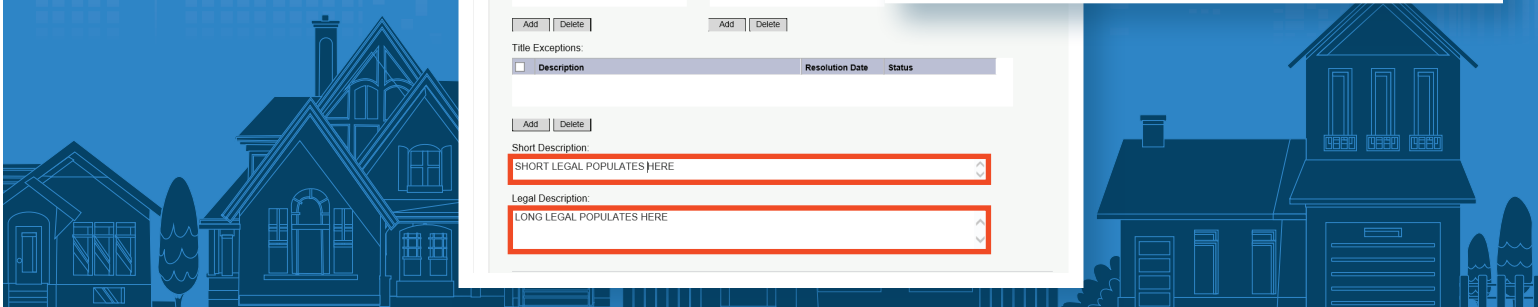 Add Delete Add Delete
Title Exceptions:
Description Resolution Date Status
Add Delete
Short Description:
SHORT LEGAL POPULATES HERE
Legal Description:
LONG LEGAL POPULATES HERE